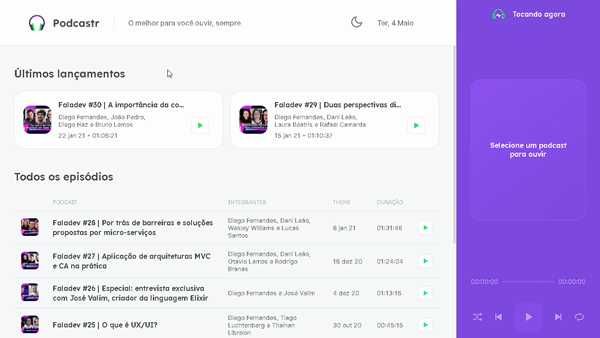 Podcastr
O melhor para você ouvir, sempre
Ter, 4 Maio
Tocando agora
Últimos lançamentos
Faladev #30 | A importância da co...
Diego Fernandes, João Pedro,
Diego Haz e Bruno Lemos
22 jan 21 • 01:06:21
Faladev #29 | Duas perspectivas di...
Diego Fernandes, Dani Leão,
Laura Beatris e Rafael Camarda
15 jan 21 • 01:10:37
Selecione um podcast
para ouvir
Todos os episódios
PODCAST INTEGRANTES THEME DURAÇÃO
Faladev #28 | Por trás de barreiras e soluções
propostas por micro-serviços
Diego Fernandes, Dani Leão,
Wesley Williams e Lucas
Santos
8 jan 21
01:31:46
Faladev #27 | Aplicação de arquiteturas MVC
e CA na prática
Diego Fernandes, Dani Leão,
Otávio Lemos e Rodrigo
Branas
18 dez 20
01:24:04
Faladev #26 | Especial: entrevista exclusiva
com José Valim, criador da linguagem Elixir
Diego Fernandes e José Valim
4 dez 20
01:13:16
Faladev #25 | O que é UX/UI?
Diego Fernandes, Tiago
Luchtenberg e Thainan
Librelon
30 out 20
00:45:15
00:00:00 00:00:00